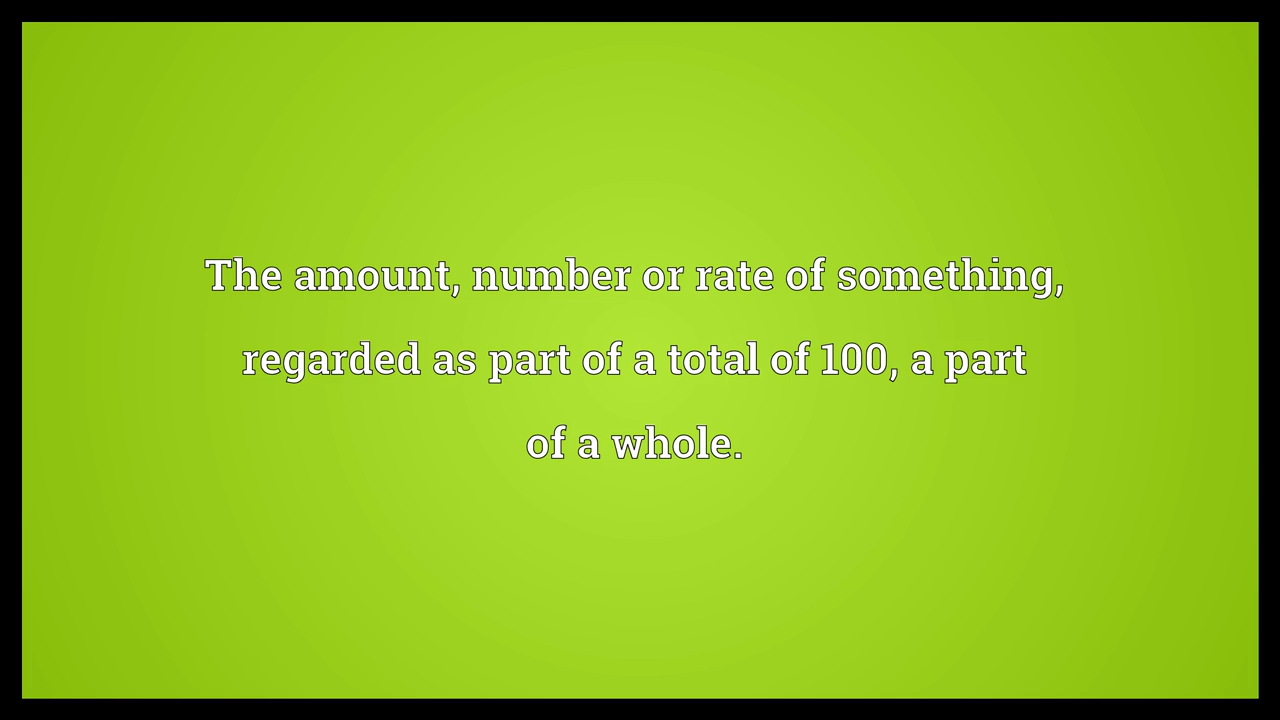 The amount, number or rate of something,
regarded as part of a total of 100, a part
of a whole.